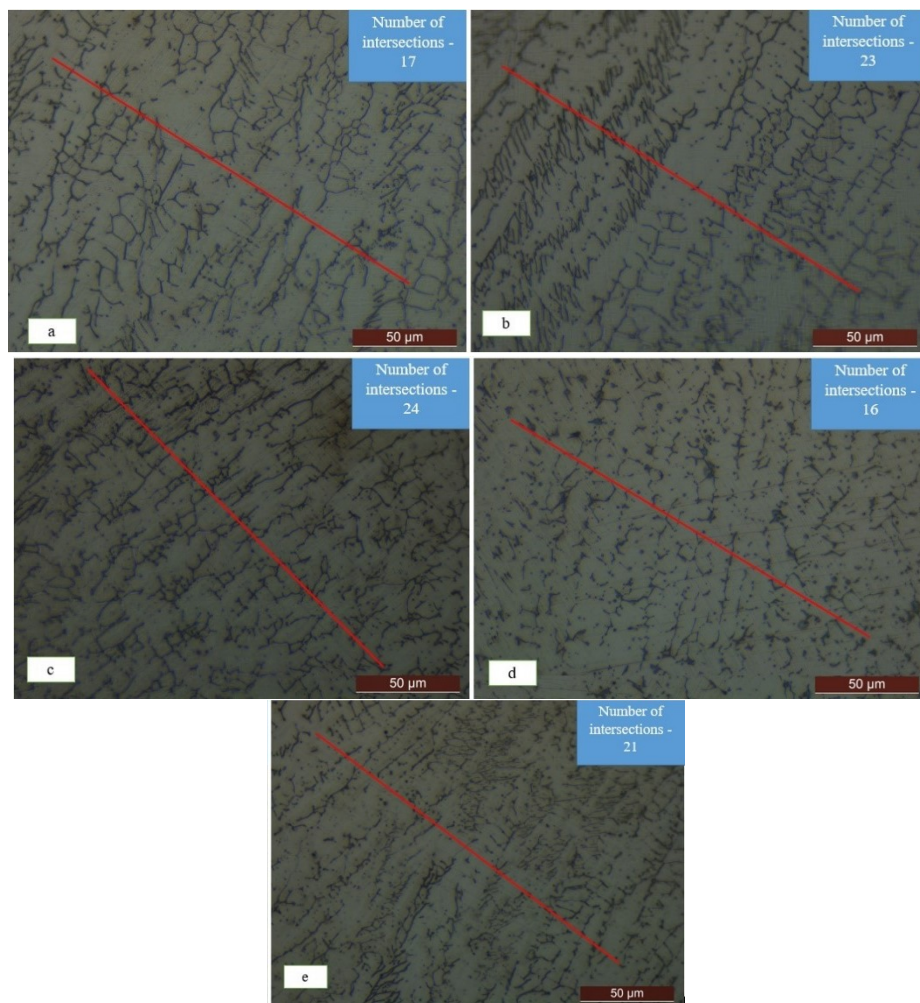 Number of
intersections -
17
a
50 µm
Number of
intersections -
23
b
50 µm
Number of
intersections -
24
c
50 µm
Number of
intersections -
16
d
50 µm
Number of
intersections -
21
e
50 µm